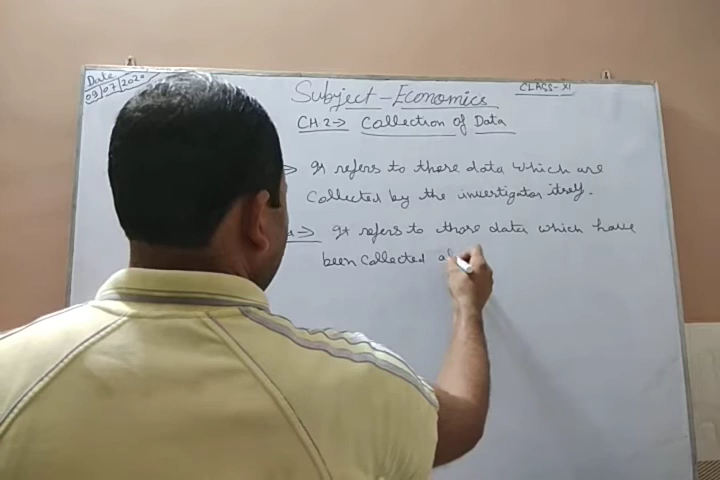 Date
09/07/2020
Subject - Economics
CLASS- XI
CH 2-> Collection of Data
=> It refers to those data which are
collected by the investigator itself.
=> It refers to those data which have
been collected